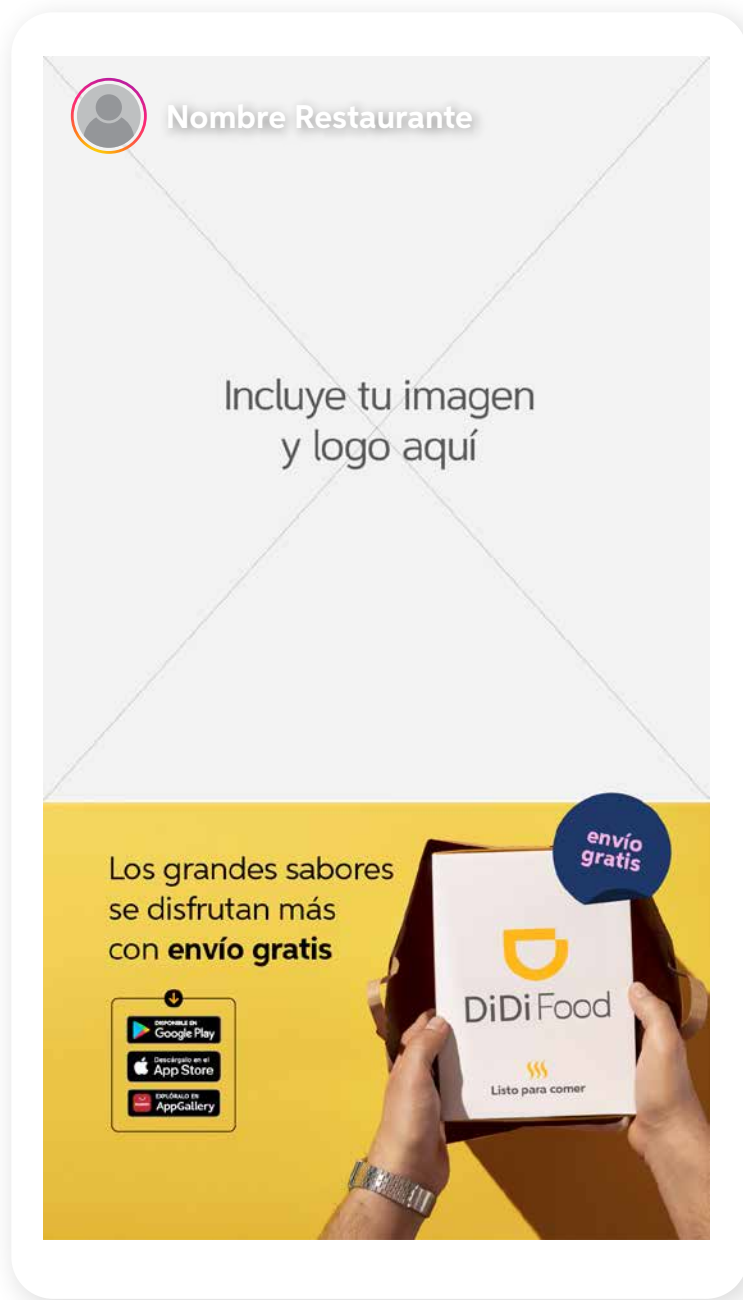 Nombre Restaurante
Incluye tu imagen
y logo aquí
envío
gratis
Los grandes sabores
se disfrutan más
con envío gratis
DiDi Food
Listo para comer
DISPONIBLE EN
Google Play
Descárgalo en el
App Store
EXPLÓRALO EN
AppGallery